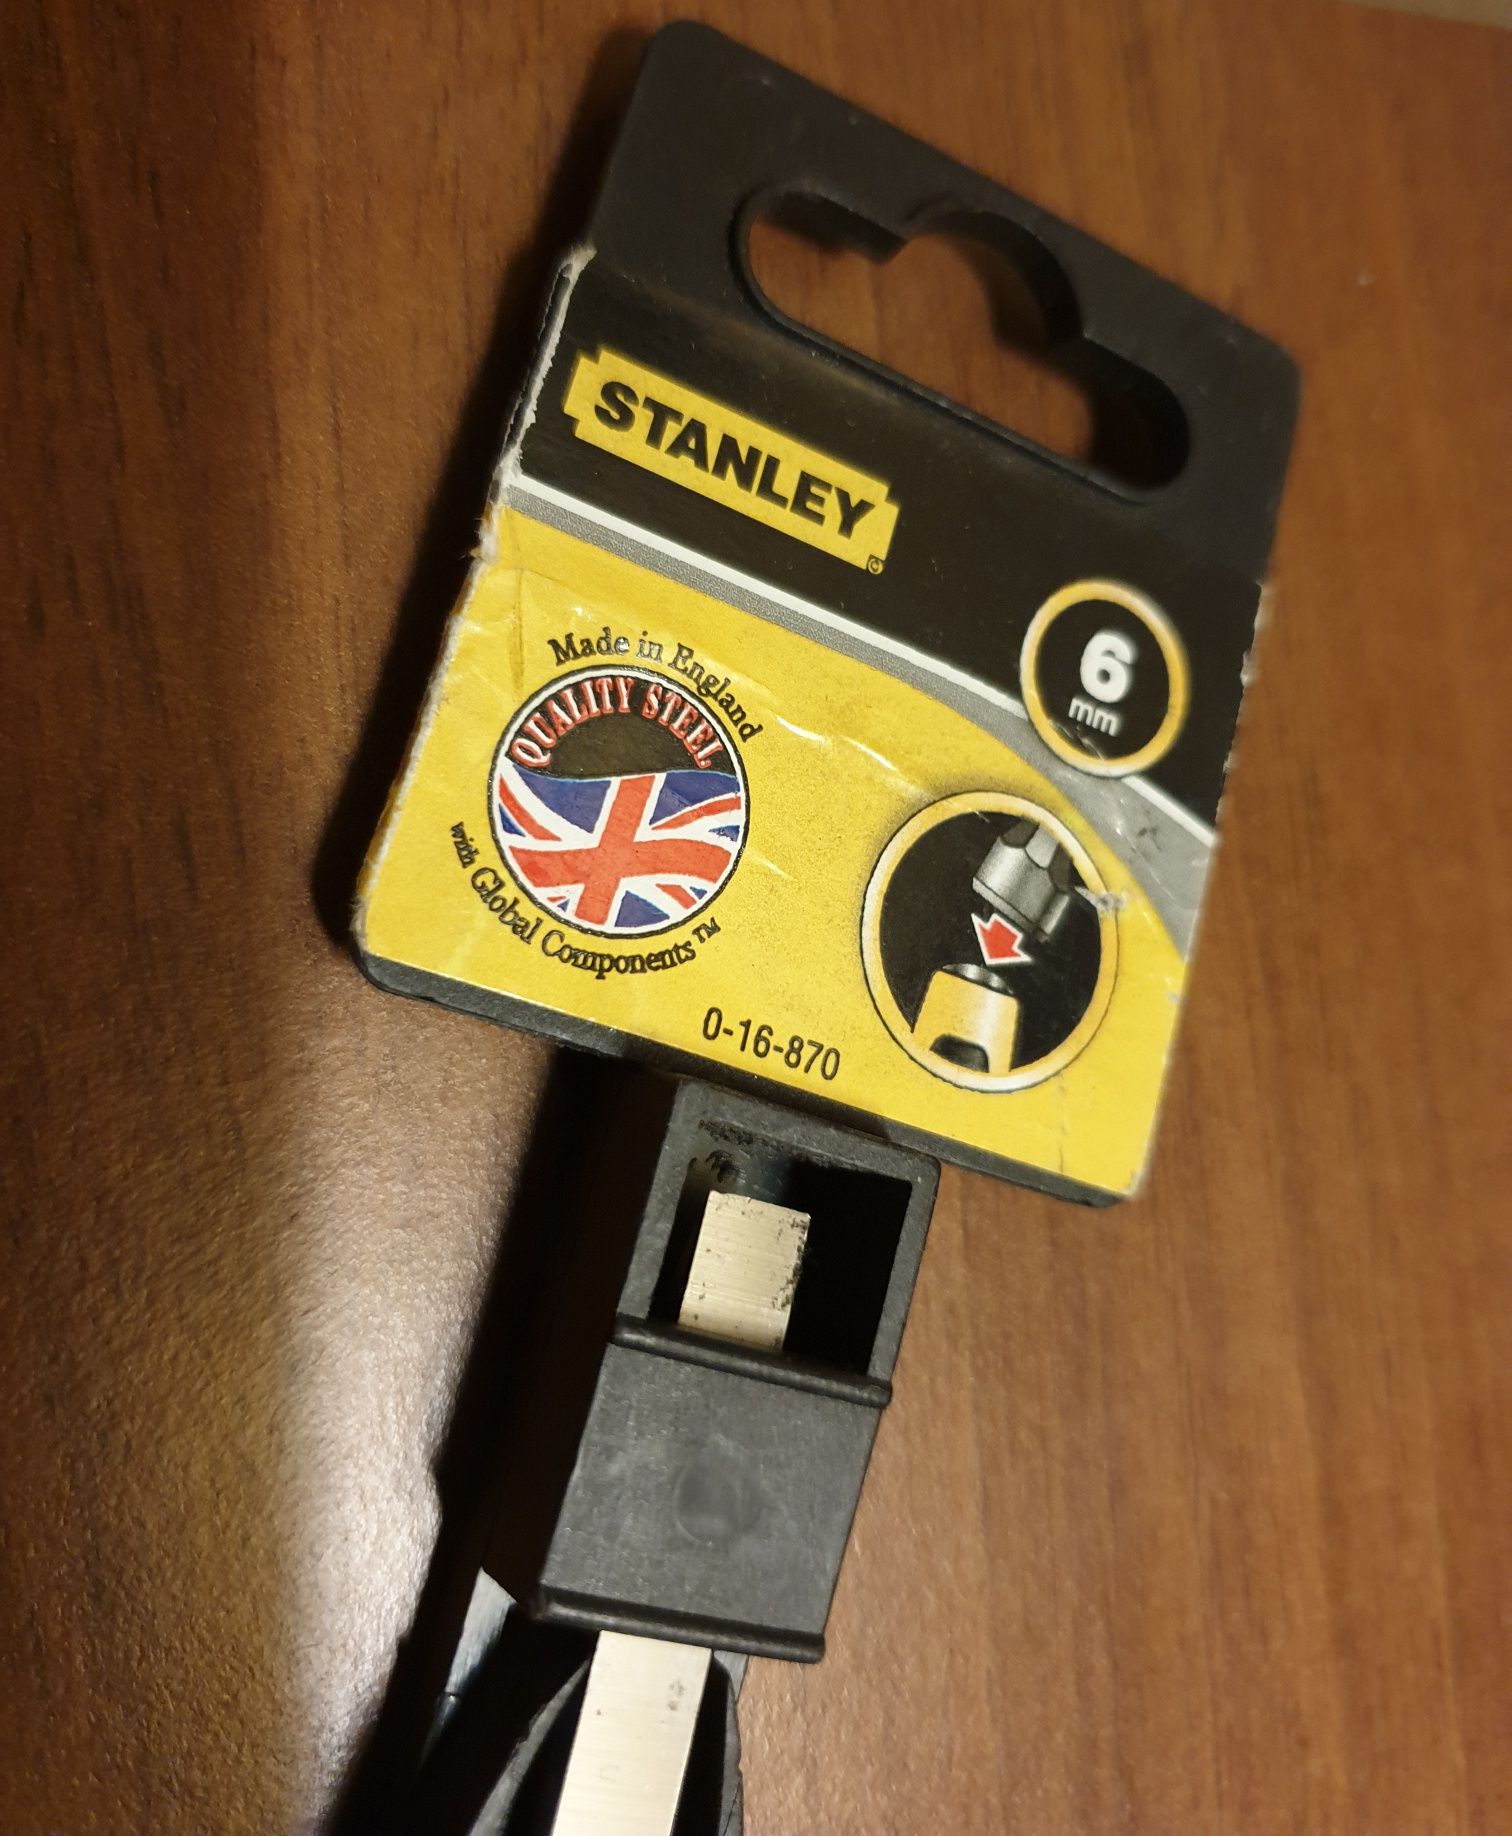 STANLEY
©
6
mm
Made in England
QUALITY STEEL
with Global Components™
0-16-870